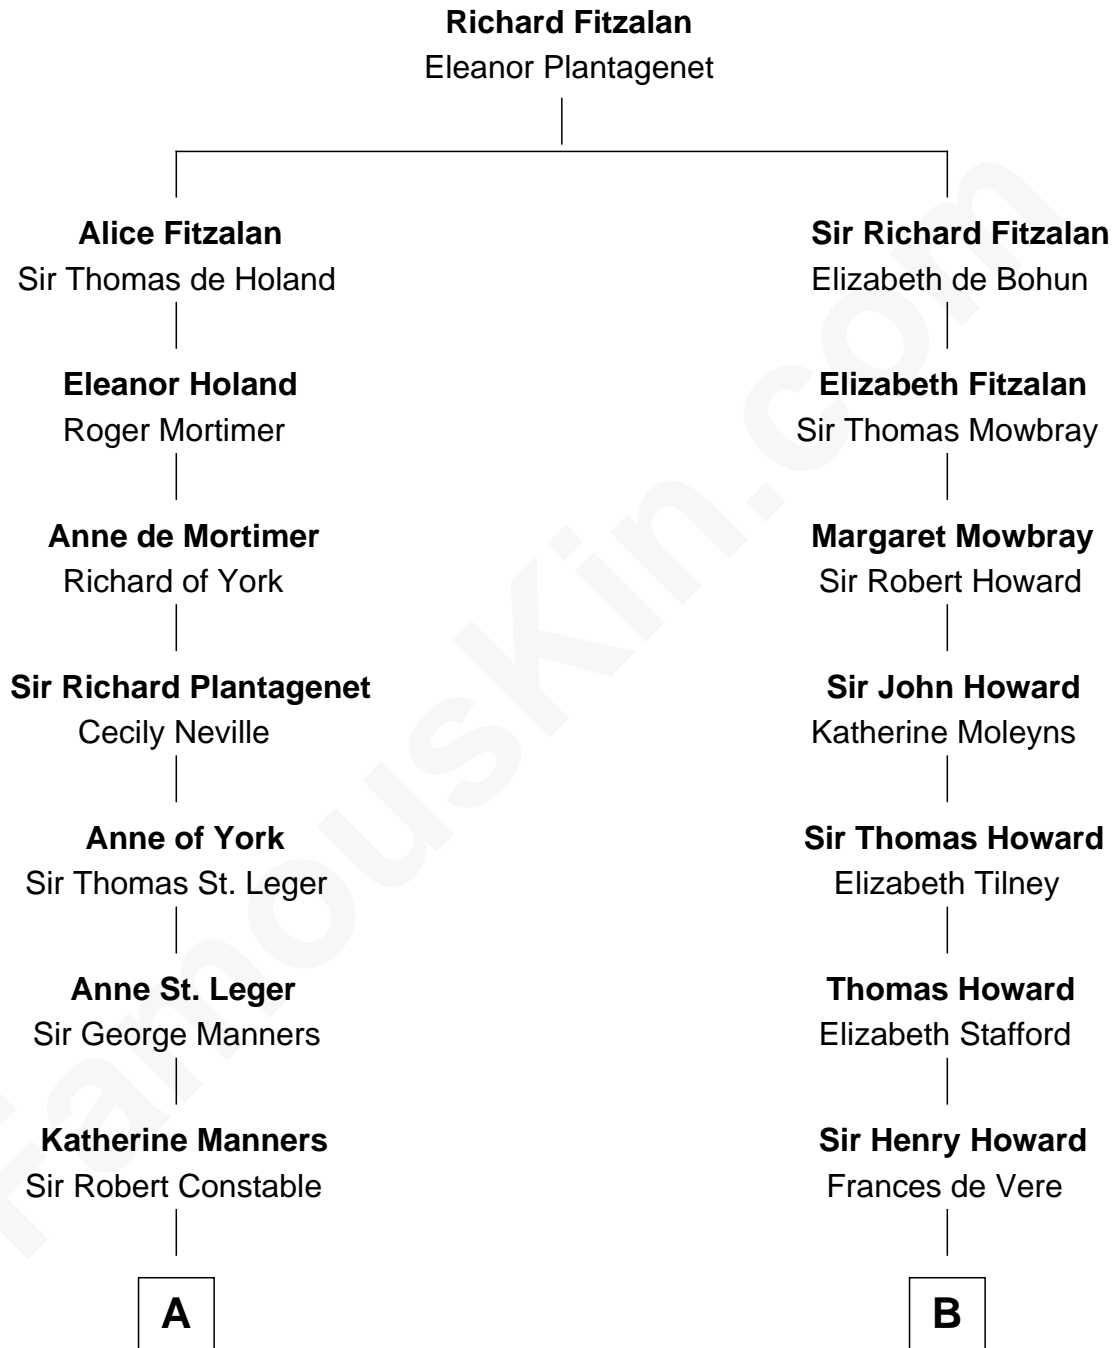 Richard Fitzalan
Eleanor Plantagenet
Alice Fitzalan
Sir Thomas de Holand
Sir Richard Fitzalan
Elizabeth de Bohun
Eleanor Holand
Roger Mortimer
Elizabeth Fitzalan
Sir Thomas Mowbray
Anne de Mortimer
Richard of York
Margaret Mowbray
Sir Robert Howard
Sir Richard Plantagenet
Cecily Neville
Sir John Howard
Katherine Moleyns
Anne of York
Sir Thomas St. Leger
Sir Thomas Howard
Elizabeth Tilney
Anne St. Leger
Sir George Manners
Thomas Howard
Elizabeth Stafford
Katherine Manners
Sir Robert Constable
Sir Henry Howard
Frances de Vere
A
B
FamousKin.com